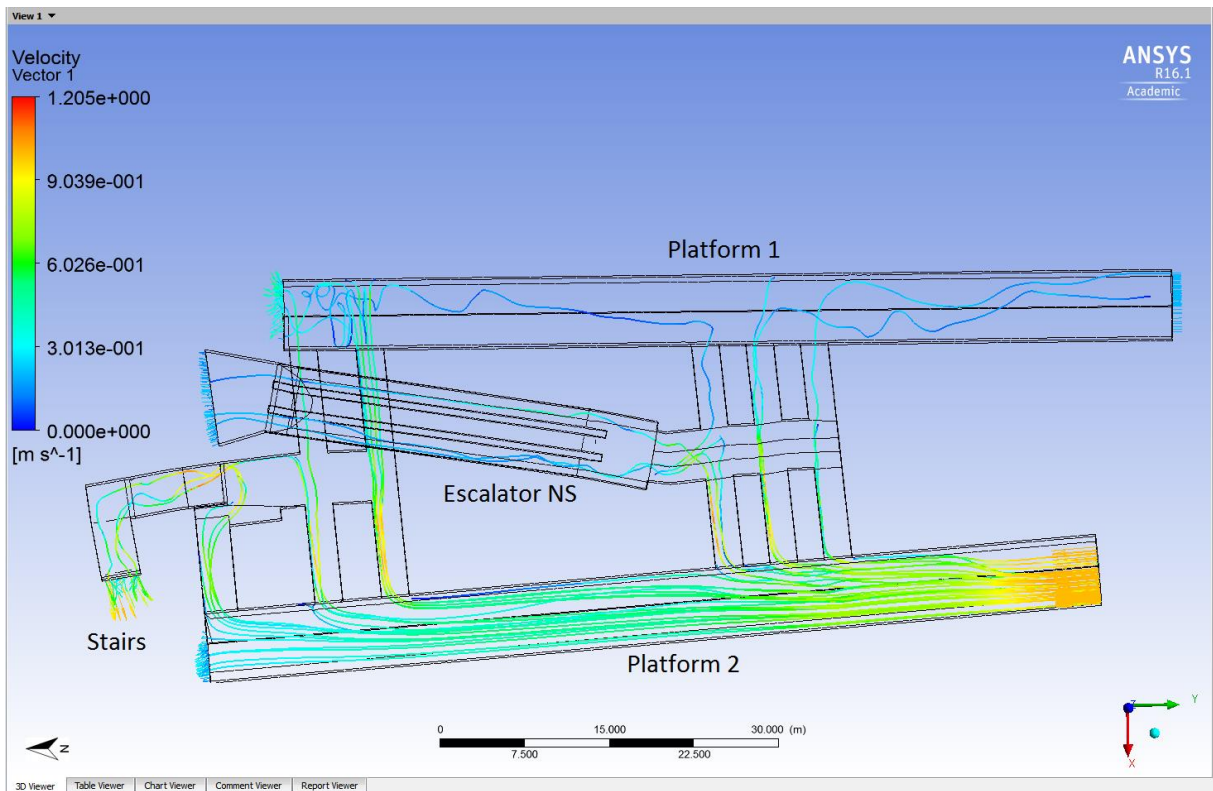 View 1
Velocity
Vector 1
1.205e+000
9.039e-001
6.026e-001
3.013e-001
0.000e+000
[m s^-1]
ANSYS
R16.1
Academic
Platform 1
Escalator NS
Stairs
Platform 2
0 15.000 30.000 (m)
7.500 22.500
N
Z Y
X
3D Viewer Table Viewer Chart Viewer Comment Viewer Report Viewer